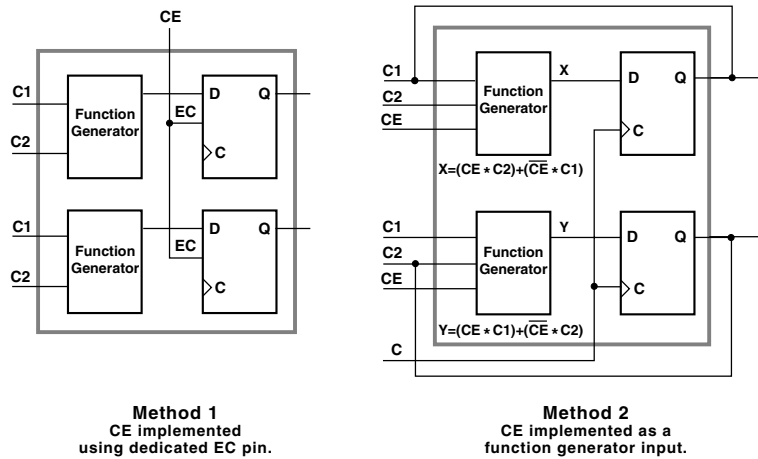 CE
C1
C2
Function
Generator
D
Q
EC
C
C1
C2
Function
Generator
D
Q
EC
C
Method 1
CE implemented
using dedicated EC pin.
C1
C2
CE
Function
Generator
X
D
Q
C
X=(CE * C2)+(C̅E̅ * C1)
C1
C2
CE
Function
Generator
Y
D
Q
C
Y=(CE * C1)+(C̅E̅ * C2)
C
Method 2
CE implemented as a
function generator input.